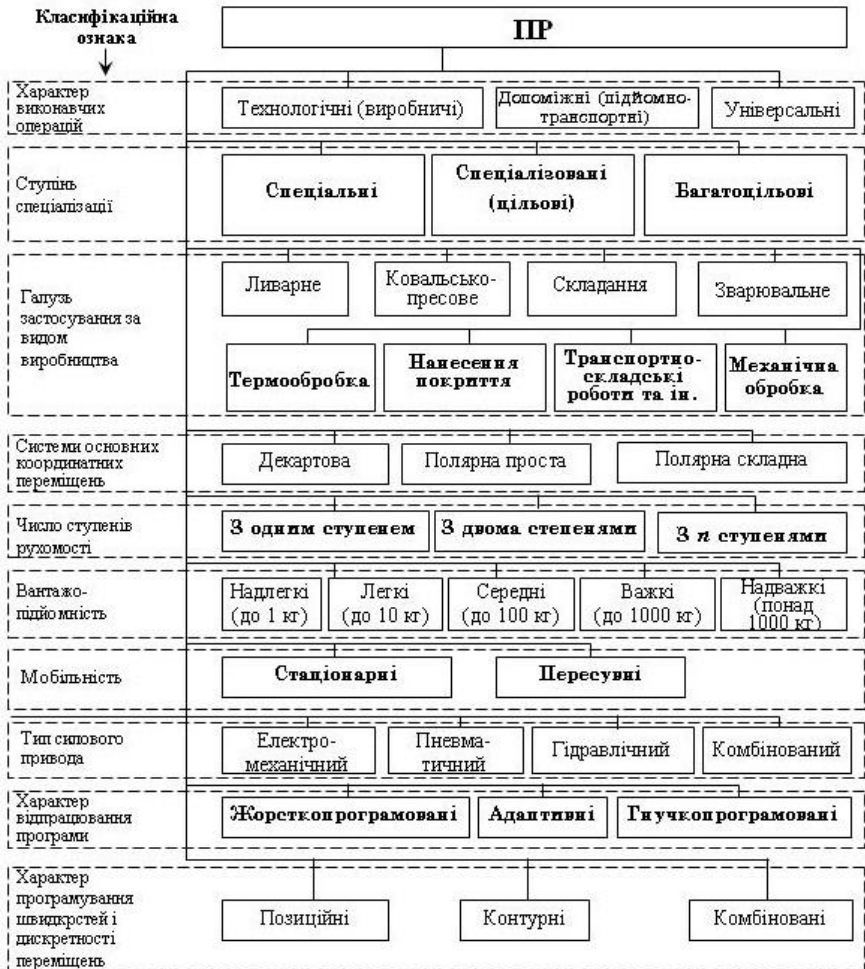 Класифікаційна
ознака
ПР
Характер
виконавчих
операцій
Технологічні (виробничі)
Допоміжні (підйомно-
транспортні)
Універсальні
Ступінь
спеціалізації
Спеціальні
Спеціалізовані
(цільові)
Багатоцільові
Галузь
застосування за
видом
виробництва
Ливарне
Ковальсько-
пресове
Складання
Зварювальне
Термообробка
Нанесення
покриття
Транспортно-
складські
роботи та ін.
Механічна
обробка
Системи основних
координатних
переміщень
Декартова
Полярна проста
Полярна складна
Число ступенів
рухомості
З одним ступенем
З двома степенями
З n ступенями
Вантажо-
підйомність
Надлегкі
(до 1 кг)
Легкі
(до 10 кг)
Середні
(до 100 кг)
Важкі
(до 1000 кг)
Надважкі
(понад
1000 кг)
Мобільність
Стаціонарні
Пересувні
Тип силового
привода
Електро-
механічний
Пневма-
тичний
Гідравлічний
Комбінований
Характер
відпрацювання
програми
Жорсткопрограмовані
Адаптивні
Гнучкопрограмовані
Характер
програмування
швидкрстей і
дискретності
переміщень
Позиційні
Контурні
Комбіновані